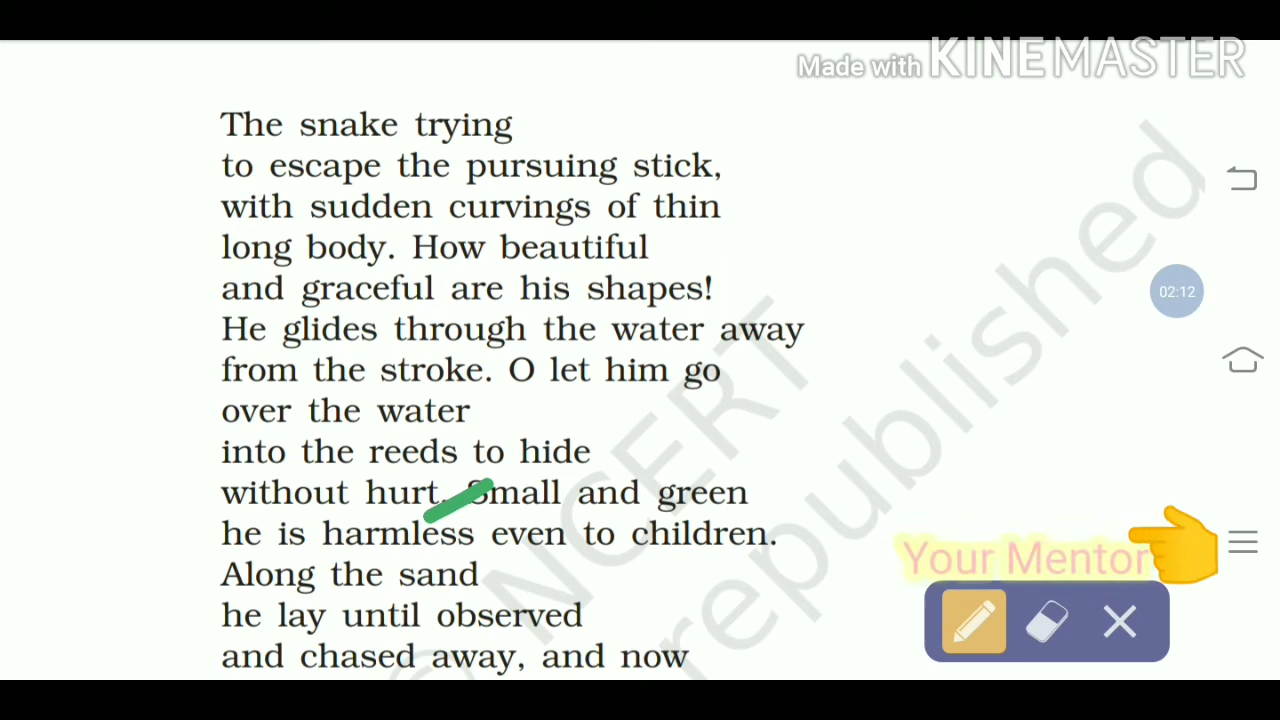 Made with KINEMASTER
The snake trying
to escape the pursuing stick,
with sudden curvings of thin
long body. How beautiful
and graceful are his shapes!
He glides through the water away
from the stroke. O let him go
over the water
into the reeds to hide
without hurt. Small and green
he is harmless even to children.
Along the sand
he lay until observed
and chased away, and now
02:12
Your Mentor
© NCERT
republished